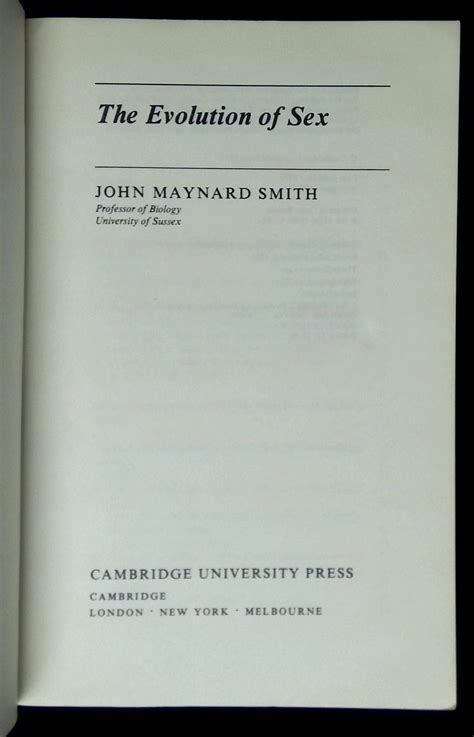 The Evolution of Sex
JOHN MAYNARD SMITH
Professor of Biology
University of Sussex
CAMBRIDGE UNIVERSITY PRESS
CAMBRIDGE
LONDON · NEW YORK · MELBOURNE